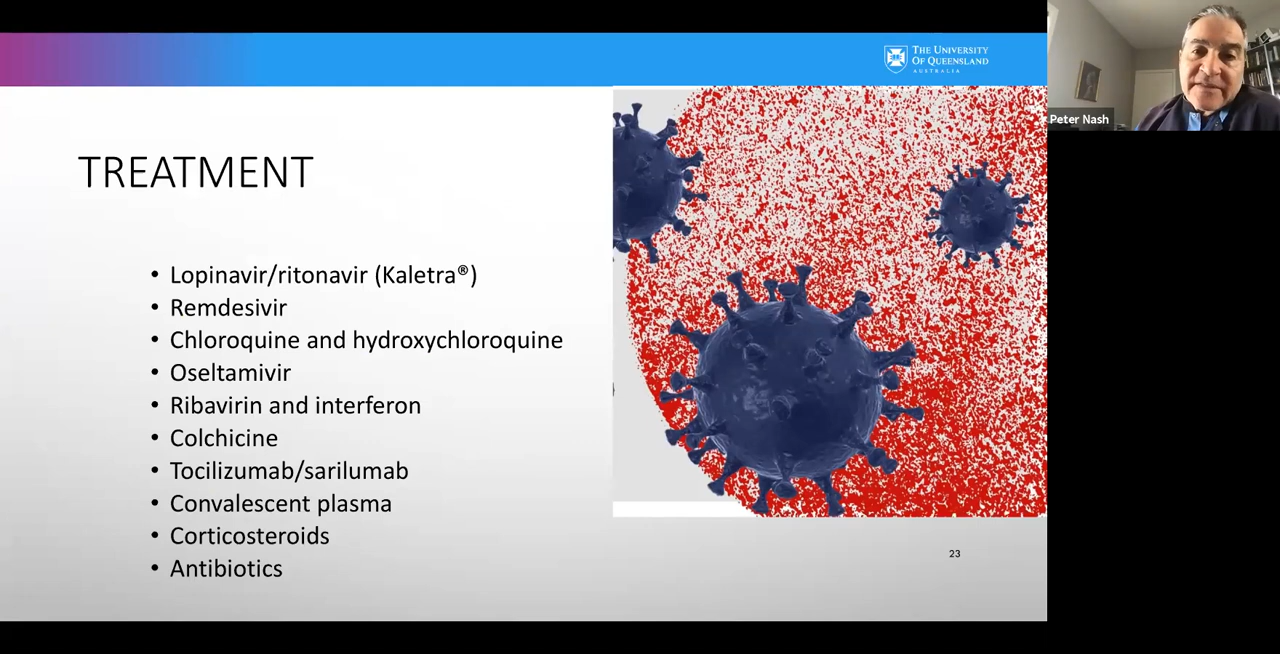 THE UNIVERSITY
OF QUEENSLAND
AUSTRALIA
Peter Nash
TREATMENT
• Lopinavir/ritonavir (Kaletra®)
• Remdesivir
• Chloroquine and hydroxychloroquine
• Oseltamivir
• Ribavirin and interferon
• Colchicine
• Tocilizumab/sarilumab
• Convalescent plasma
• Corticosteroids
• Antibiotics
23